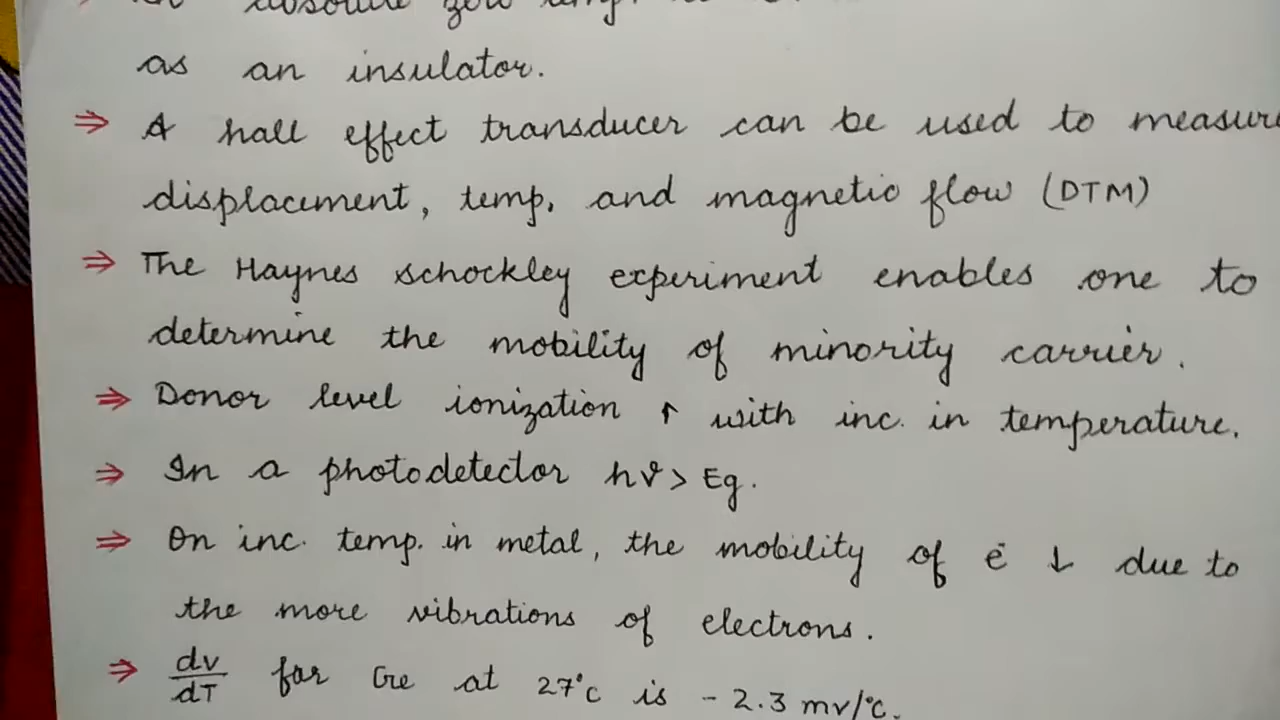 absolute zero temp.
as an insulator.
⇒ A hall effect transducer can be used to measure
displacement, temp. and magnetic flow (DTM)
⇒ The Haynes schockley experiment enables one to
determine the mobility of minority carrier.
⇒ Donor level ionization ↑ with inc. in temperature.
⇒ In a photodetector hν > Eg.
⇒ On inc. temp. in metal, the mobility of ē ↓ due to
the more vibrations of electrons.
⇒ dv/dT for Ge at 27°c is - 2.3 mv/°c.